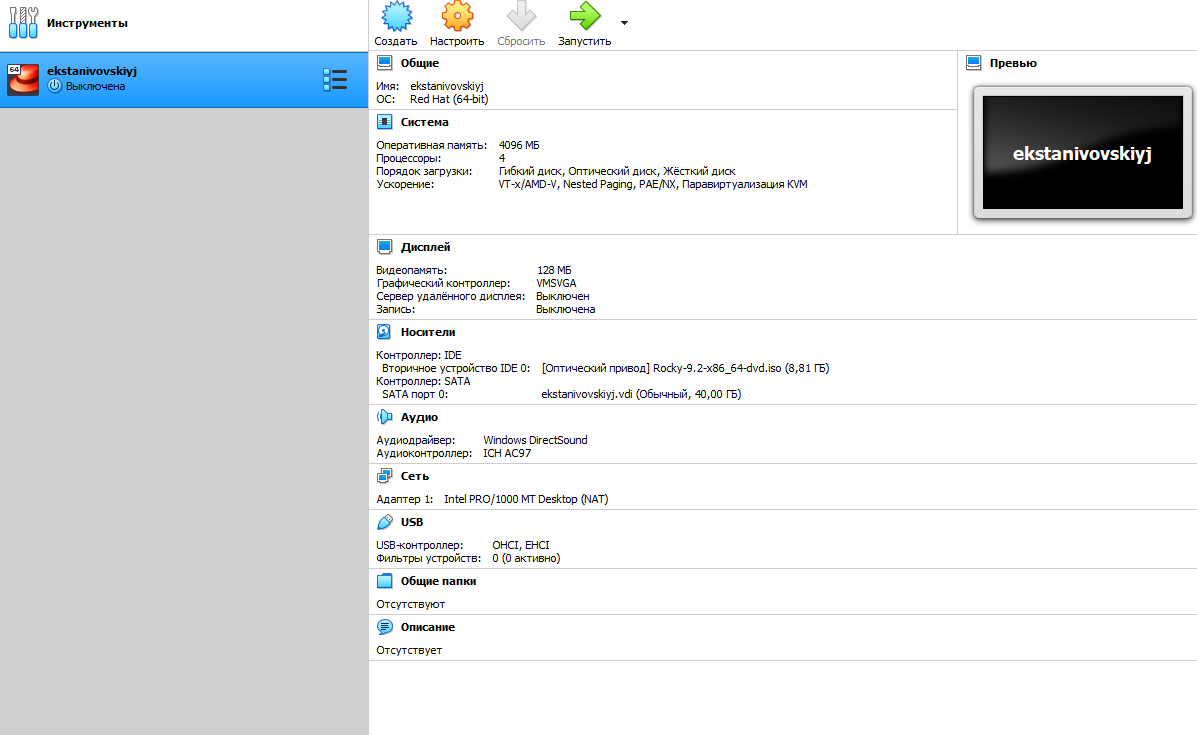 Инструменты
64
ekstanivovskiyj
Выключена
Создать Настроить Сбросить Запустить
Общие
Имя: ekstanivovskiyj
ОС: Red Hat (64-bit)
Система
Оперативная память: 4096 МБ
Процессоры: 4
Порядок загрузки: Гибкий диск, Оптический диск, Жёсткий диск
Ускорение: VT-x/AMD-V, Nested Paging, PAE/NX, Паравиртуализация KVM
Превью
ekstanivovskiyj
Дисплей
Видеопамять: 128 МБ
Графический контроллер: VMSVGA
Сервер удалённого дисплея: Выключен
Запись: Выключена
Носители
Контроллер: IDE
Вторичное устройство IDE 0: [Оптический привод] Rocky-9.2-x86_64-dvd.iso (8,81 ГБ)
Контроллер: SATA
SATA порт 0: ekstanivovskiyj.vdi (Обычный, 40,00 ГБ)
Аудио
Аудиодрайвер: Windows DirectSound
Аудиоконтроллер: ICH AC97
Сеть
Адаптер 1: Intel PRO/1000 MT Desktop (NAT)
USB
USB-контроллер: OHCI, EHCI
Фильтры устройств: 0 (0 активно)
Общие папки
Отсутствуют
Описание
Отсутствует